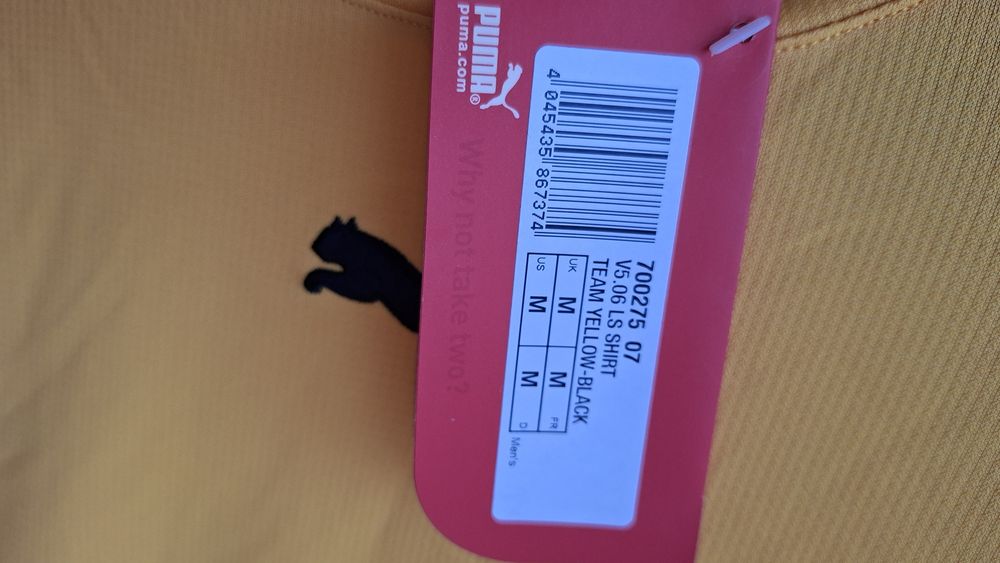 PUMA®
puma.com
Why not take two?
4 045435 867374
700275 07
V5.06 LS SHIRT
TEAM YELLOW-BLACK
UK M M FR
US M M D
Men's